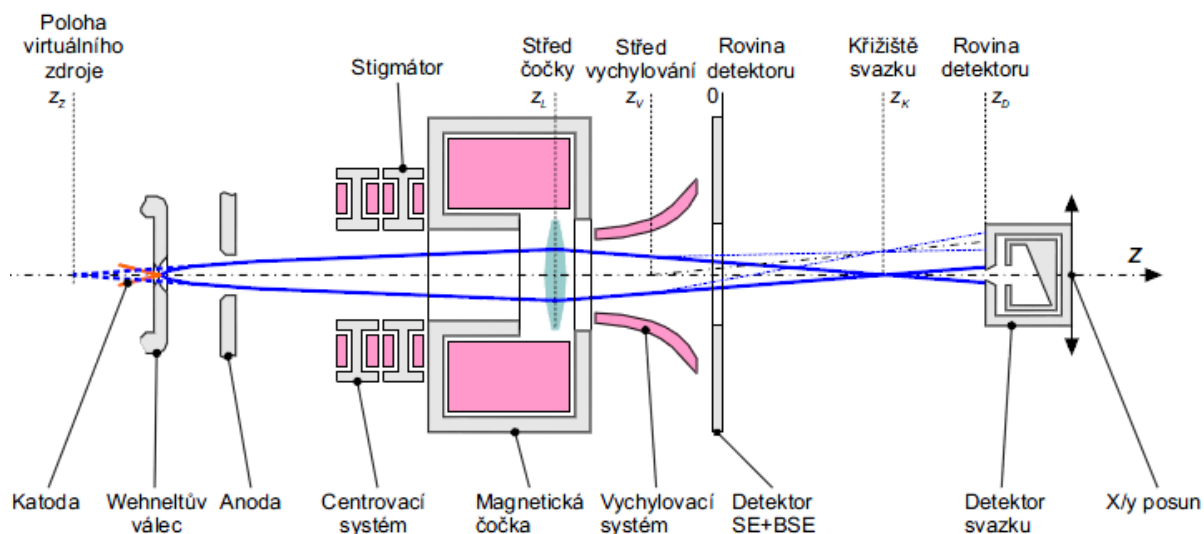 Poloha
virtuálního
zdroje
z_Z
Stigmátor
Střed
čočky
z_L
Střed
vychylování
z_V
Rovina
detektoru
0
Křižiště
svazku
z_K
Rovina
detektoru
z_D
z
Katoda
Wehneltův
válec
Anoda
Centrovací
systém
Magnetická
čočka
Vychylovací
systém
Detektor
SE+BSE
Detektor
svazku
X/y posun